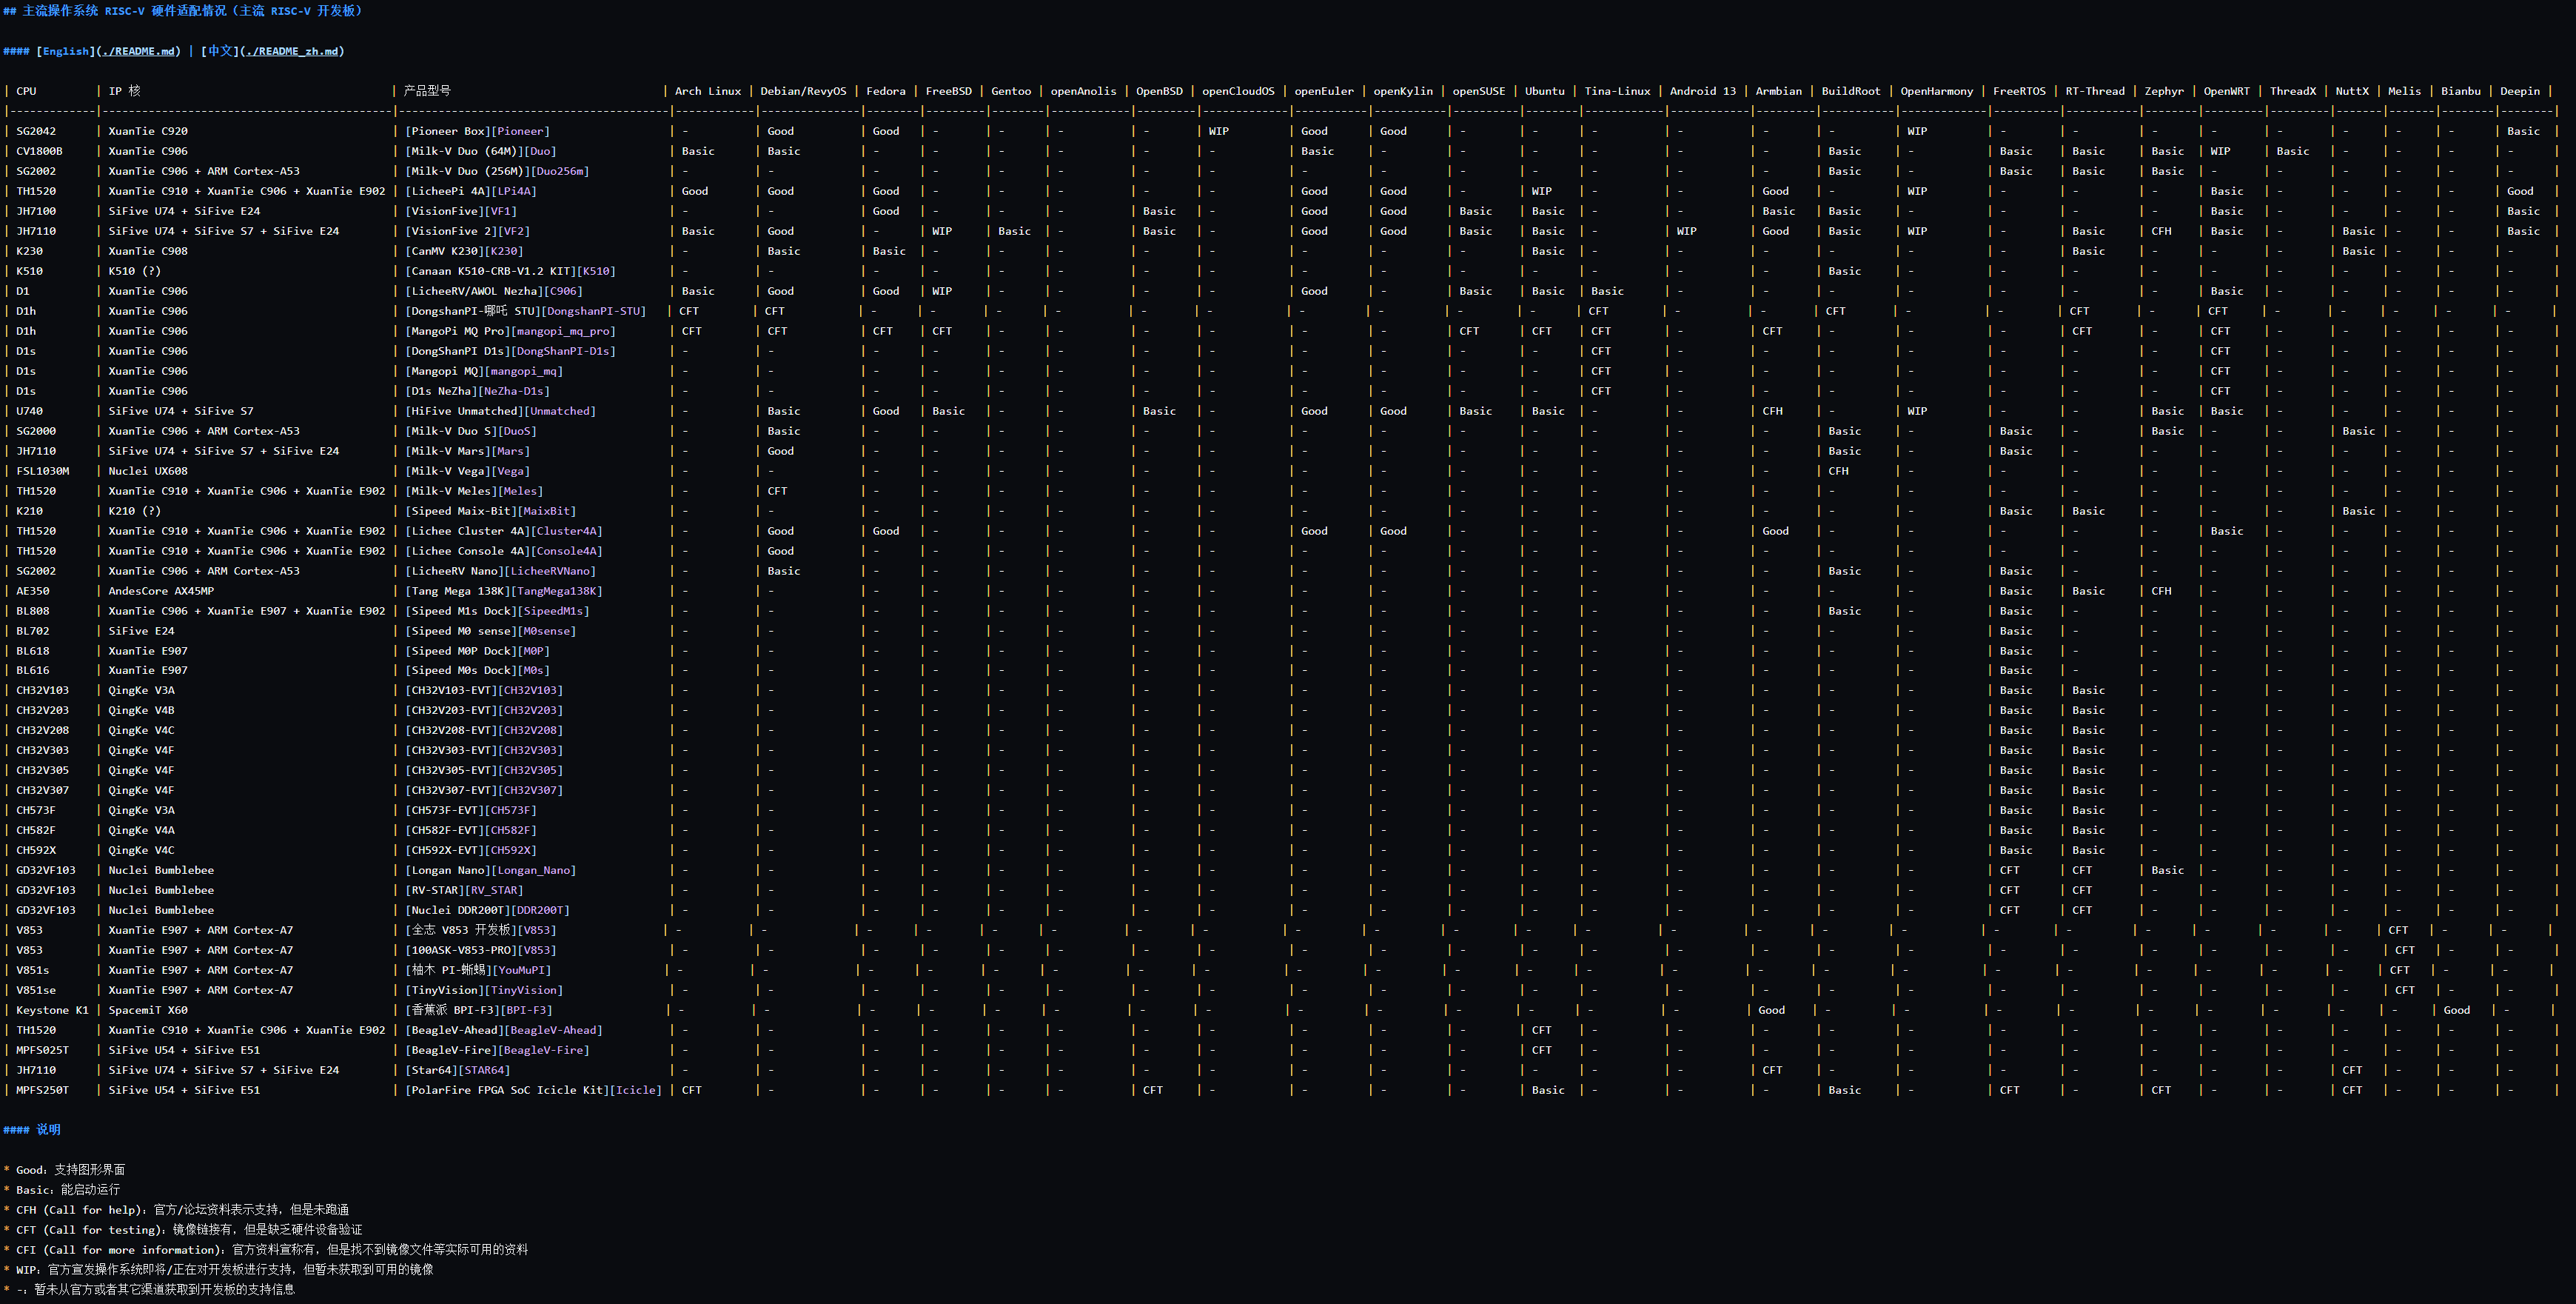 ## 主流操作系统 RISC-V 硬件适配情况（主流 RISC-V 开发板）
#### [English](./README.md) | [中文](./README_zh.md)
| CPU | IP 核 | 产品型号 | Arch Linux | Debian/RevyOS | Fedora | FreeBSD | Gentoo | openAnolis | OpenBSD | openCloudOS | openEuler | openKylin | openSUSE | Ubuntu | Tina-Linux | Android 13 | Armbian | BuildRoot | OpenHarmony | FreeRTOS | RT-Thread | Zephyr | OpenWRT | ThreadX | NuttX | Melis | Bianbu | Deepin |
|-------------|-------------------------------------------|-----------------------------------------|------------|---------------|--------|---------|--------|------------|---------|-------------|-----------|-----------|----------|--------|------------|------------|---------|-----------|-------------|----------|-----------|--------|---------|---------|-------|-------|--------|--------|
| SG2042 | XuanTie C920 | [Pioneer Box][Pioneer] | - | Good | Good | - | - | - | - | WIP | Good | Good | - | - | - | - | - | - | WIP | - | - | - | - | - | - | - | - | Basic |
| CV1800B | XuanTie C906 | [Milk-V Duo (64M)][Duo] | Basic | Basic | - | - | - | - | - | - | Basic | - | - | - | - | - | - | Basic | - | Basic | Basic | Basic | WIP | Basic | - | - | - | - |
| SG2002 | XuanTie C906 + ARM Cortex-A53 | [Milk-V Duo (256M)][Duo256m] | - | - | - | - | - | - | - | - | - | - | - | - | - | - | - | Basic | - | Basic | Basic | Basic | - | - | - | - | - | - |
| TH1520 | XuanTie C910 + XuanTie C906 + XuanTie E902 | [LicheePi 4A][LPi4A] | Good | Good | Good | - | - | - | - | - | Good | Good | - | WIP | - | - | Good | - | WIP | - | - | - | Basic | - | - | - | - | Good |
| JH7100 | SiFive U74 + SiFive E24 | [VisionFive][VF1] | - | - | Good | - | - | - | Basic | - | Good | Good | Basic | Basic | - | - | Basic | Basic | - | - | - | - | Basic | - | - | - | - | Basic |
| JH7110 | SiFive U74 + SiFive S7 + SiFive E24 | [VisionFive 2][VF2] | Basic | Good | - | WIP | Basic | - | Basic | - | Good | Good | Basic | Basic | - | WIP | Good | Basic | WIP | - | Basic | CFH | Basic | - | Basic | - | - | Basic |
| K230 | XuanTie C908 | [CanMV K230][K230] | - | Basic | Basic | - | - | - | - | - | - | - | - | Basic | - | - | - | - | - | - | Basic | - | - | - | Basic | - | - | - |
| K510 | K510 (?) | [Canaan K510-CRB-V1.2 KIT][K510] | - | - | - | - | - | - | - | - | - | - | - | - | - | - | - | Basic | - | - | - | - | - | - | - | - | - | - |
| D1 | XuanTie C906 | [LicheeRV/AWOL Nezha][C906] | Basic | Good | Good | WIP | - | - | - | - | Good | - | Basic | Basic | Basic | - | - | - | - | - | - | - | Basic | - | - | - | - | - |
| D1h | XuanTie C906 | [DongshanPI-哪吒 STU][DongshanPI-STU] | CFT | CFT | - | - | - | - | - | - | - | - | - | - | CFT | - | - | CFT | - | - | CFT | - | CFT | - | - | - | - | - |
| D1h | XuanTie C906 | [MangoPi MQ Pro][mangopi_mq_pro] | CFT | CFT | CFT | CFT | - | - | - | - | - | - | CFT | CFT | CFT | - | CFT | - | - | - | CFT | - | CFT | - | - | - | - | - |
| D1s | XuanTie C906 | [DongShanPI D1s][DongShanPI-D1s] | - | - | - | - | - | - | - | - | - | - | - | - | CFT | - | - | - | - | - | - | - | CFT | - | - | - | - | - |
| D1s | XuanTie C906 | [Mangopi MQ][mangopi_mq] | - | - | - | - | - | - | - | - | - | - | - | - | CFT | - | - | - | - | - | - | - | CFT | - | - | - | - | - |
| D1s | XuanTie C906 | [D1s NeZha][NeZha-D1s] | - | - | - | - | - | - | - | - | - | - | - | - | CFT | - | - | - | - | - | - | - | CFT | - | - | - | - | - |
| U740 | SiFive U74 + SiFive S7 | [HiFive Unmatched][Unmatched] | - | Basic | Good | Basic | - | - | Basic | - | Good | Good | Basic | Basic | - | - | CFH | - | WIP | - | - | Basic | Basic | - | - | - | - | - |
| SG2000 | XuanTie C906 + ARM Cortex-A53 | [Milk-V Duo S][DuoS] | - | Basic | - | - | - | - | - | - | - | - | - | - | - | - | - | Basic | - | Basic | - | Basic | - | - | Basic | - | - | - |
| JH7110 | SiFive U74 + SiFive S7 + SiFive E24 | [Milk-V Mars][Mars] | - | Good | - | - | - | - | - | - | - | - | - | - | - | - | - | Basic | - | Basic | - | - | - | - | - | - | - | - |
| FSL1030M | Nuclei UX608 | [Milk-V Vega][Vega] | - | - | - | - | - | - | - | - | - | - | - | - | - | - | - | CFH | - | - | - | - | - | - | - | - | - | - |
| TH1520 | XuanTie C910 + XuanTie C906 + XuanTie E902 | [Milk-V Meles][Meles] | - | CFT | - | - | - | - | - | - | - | - | - | - | - | - | - | - | - | - | - | - | - | - | - | - | - | - |
| K210 | K210 (?) | [Sipeed Maix-Bit][MaixBit] | - | - | - | - | - | - | - | - | - | - | - | - | - | - | - | - | - | Basic | Basic | - | - | - | Basic | - | - | - |
| TH1520 | XuanTie C910 + XuanTie C906 + XuanTie E902 | [Lichee Cluster 4A][Cluster4A] | - | Good | Good | - | - | - | - | - | Good | Good | - | - | - | - | Good | - | - | - | - | - | Basic | - | - | - | - | - |
| TH1520 | XuanTie C910 + XuanTie C906 + XuanTie E902 | [Lichee Console 4A][Console4A] | - | Good | - | - | - | - | - | - | - | - | - | - | - | - | - | - | - | - | - | - | - | - | - | - | - | - |
| SG2002 | XuanTie C906 + ARM Cortex-A53 | [LicheeRV Nano][LicheeRVNano] | - | Basic | - | - | - | - | - | - | - | - | - | - | - | - | - | Basic | - | Basic | - | - | - | - | - | - | - | - |
| AE350 | AndesCore AX45MP | [Tang Mega 138K][TangMega138K] | - | - | - | - | - | - | - | - | - | - | - | - | - | - | - | - | - | Basic | Basic | CFH | - | - | - | - | - | - |
| BL808 | XuanTie C906 + XuanTie E907 + XuanTie E902 | [Sipeed M1s Dock][SipeedM1s] | - | - | - | - | - | - | - | - | - | - | - | - | - | - | - | Basic | - | Basic | - | - | - | - | - | - | - | - |
| BL702 | SiFive E24 | [Sipeed M0 sense][M0sense] | - | - | - | - | - | - | - | - | - | - | - | - | - | - | - | - | - | Basic | - | - | - | - | - | - | - | - |
| BL618 | XuanTie E907 | [Sipeed M0P Dock][M0P] | - | - | - | - | - | - | - | - | - | - | - | - | - | - | - | - | - | Basic | - | - | - | - | - | - | - | - |
| BL616 | XuanTie E907 | [Sipeed M0s Dock][M0s] | - | - | - | - | - | - | - | - | - | - | - | - | - | - | - | - | - | Basic | - | - | - | - | - | - | - | - |
| CH32V103 | QingKe V3A | [CH32V103-EVT][CH32V103] | - | - | - | - | - | - | - | - | - | - | - | - | - | - | - | - | - | Basic | Basic | - | - | - | - | - | - | - |
| CH32V203 | QingKe V4B | [CH32V203-EVT][CH32V203] | - | - | - | - | - | - | - | - | - | - | - | - | - | - | - | - | - | Basic | Basic | - | - | - | - | - | - | - |
| CH32V208 | QingKe V4C | [CH32V208-EVT][CH32V208] | - | - | - | - | - | - | - | - | - | - | - | - | - | - | - | - | - | Basic | Basic | - | - | - | - | - | - | - |
| CH32V303 | QingKe V4F | [CH32V303-EVT][CH32V303] | - | - | - | - | - | - | - | - | - | - | - | - | - | - | - | - | - | Basic | Basic | - | - | - | - | - | - | - |
| CH32V305 | QingKe V4F | [CH32V305-EVT][CH32V305] | - | - | - | - | - | - | - | - | - | - | - | - | - | - | - | - | - | Basic | Basic | - | - | - | - | - | - | - |
| CH32V307 | QingKe V4F | [CH32V307-EVT][CH32V307] | - | - | - | - | - | - | - | - | - | - | - | - | - | - | - | - | - | Basic | Basic | - | - | - | - | - | - | - |
| CH573F | QingKe V3A | [CH573F-EVT][CH573F] | - | - | - | - | - | - | - | - | - | - | - | - | - | - | - | - | - | Basic | Basic | - | - | - | - | - | - | - |
| CH582F | QingKe V4A | [CH582F-EVT][CH582F] | - | - | - | - | - | - | - | - | - | - | - | - | - | - | - | - | - | Basic | Basic | - | - | - | - | - | - | - |
| CH592X | QingKe V4C | [CH592X-EVT][CH592X] | - | - | - | - | - | - | - | - | - | - | - | - | - | - | - | - | - | Basic | Basic | - | - | - | - | - | - | - |
| GD32VF103 | Nuclei Bumblebee | [Longan Nano][Longan_Nano] | - | - | - | - | - | - | - | - | - | - | - | - | - | - | - | - | - | CFT | CFT | Basic | - | - | - | - | - | - |
| GD32VF103 | Nuclei Bumblebee | [RV-STAR][RV_STAR] | - | - | - | - | - | - | - | - | - | - | - | - | - | - | - | - | - | CFT | CFT | - | - | - | - | - | - | - |
| GD32VF103 | Nuclei Bumblebee | [Nuclei DDR200T][DDR200T] | - | - | - | - | - | - | - | - | - | - | - | - | - | - | - | - | - | CFT | CFT | - | - | - | - | - | - | - |
| V853 | XuanTie E907 + ARM Cortex-A7 | [全志 V853 开发板][V853] | - | - | - | - | - | - | - | - | - | - | - | - | - | - | - | - | - | - | - | - | - | - | - | CFT | - | - |
| V853 | XuanTie E907 + ARM Cortex-A7 | [100ASK-V853-PRO][V853] | - | - | - | - | - | - | - | - | - | - | - | - | - | - | - | - | - | - | - | - | - | - | - | CFT | - | - |
| V851s | XuanTie E907 + ARM Cortex-A7 | [柚木 PI-蜥蜴][YouMuPI] | - | - | - | - | - | - | - | - | - | - | - | - | - | - | - | - | - | - | - | - | - | - | - | CFT | - | - |
| V851se | XuanTie E907 + ARM Cortex-A7 | [TinyVision][TinyVision] | - | - | - | - | - | - | - | - | - | - | - | - | - | - | - | - | - | - | - | - | - | - | - | CFT | - | - |
| Keystone K1 | SpacemiT X60 | [香蕉派 BPI-F3][BPI-F3] | - | - | - | - | - | - | - | - | - | - | - | - | - | - | Good | - | - | - | - | - | - | - | - | - | Good | - |
| TH1520 | XuanTie C910 + XuanTie C906 + XuanTie E902 | [BeagleV-Ahead][BeagleV-Ahead] | - | - | - | - | - | - | - | - | - | - | - | CFT | - | - | - | - | - | - | - | - | - | - | - | - | - | - |
| MPFS025T | SiFive U54 + SiFive E51 | [BeagleV-Fire][BeagleV-Fire] | - | - | - | - | - | - | - | - | - | - | - | CFT | - | - | - | - | - | - | - | - | - | - | - | - | - | - |
| JH7110 | SiFive U74 + SiFive S7 + SiFive E24 | [Star64][STAR64] | - | - | - | - | - | - | - | - | - | - | - | - | - | - | CFT | - | - | - | - | - | - | - | CFT | - | - | - |
| MPFS250T | SiFive U54 + SiFive E51 | [PolarFire FPGA SoC Icicle Kit][Icicle] | CFT | - | - | - | - | - | CFT | - | - | - | - | Basic | - | - | - | Basic | - | CFT | - | CFT | - | - | CFT | - | - | - |
#### 说明
* Good：支持图形界面
* Basic：能启动运行
* CFH (Call for help)：官方/论坛资料表示支持，但是未跑通
* CFT (Call for testing)：镜像链接有，但是缺乏硬件设备验证
* CFI (Call for more information)：官方资料宣称有，但是找不到镜像文件等实际可用的资料
* WIP：官方宣发操作系统即将/正在对开发板进行支持，但暂未获取到可用的镜像
* -：暂未从官方或者其它渠道获取到开发板的支持信息